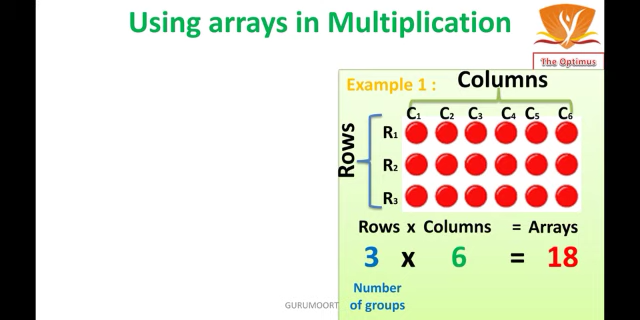 Using arrays in Multiplication
The Optimus
Example 1 :
Columns
C1 C2 C3 C4 C5 C6
Rows
R1
R2
R3
Rows x Columns = Arrays
3 x 6 = 18
Number
of groups
GURUMOORT